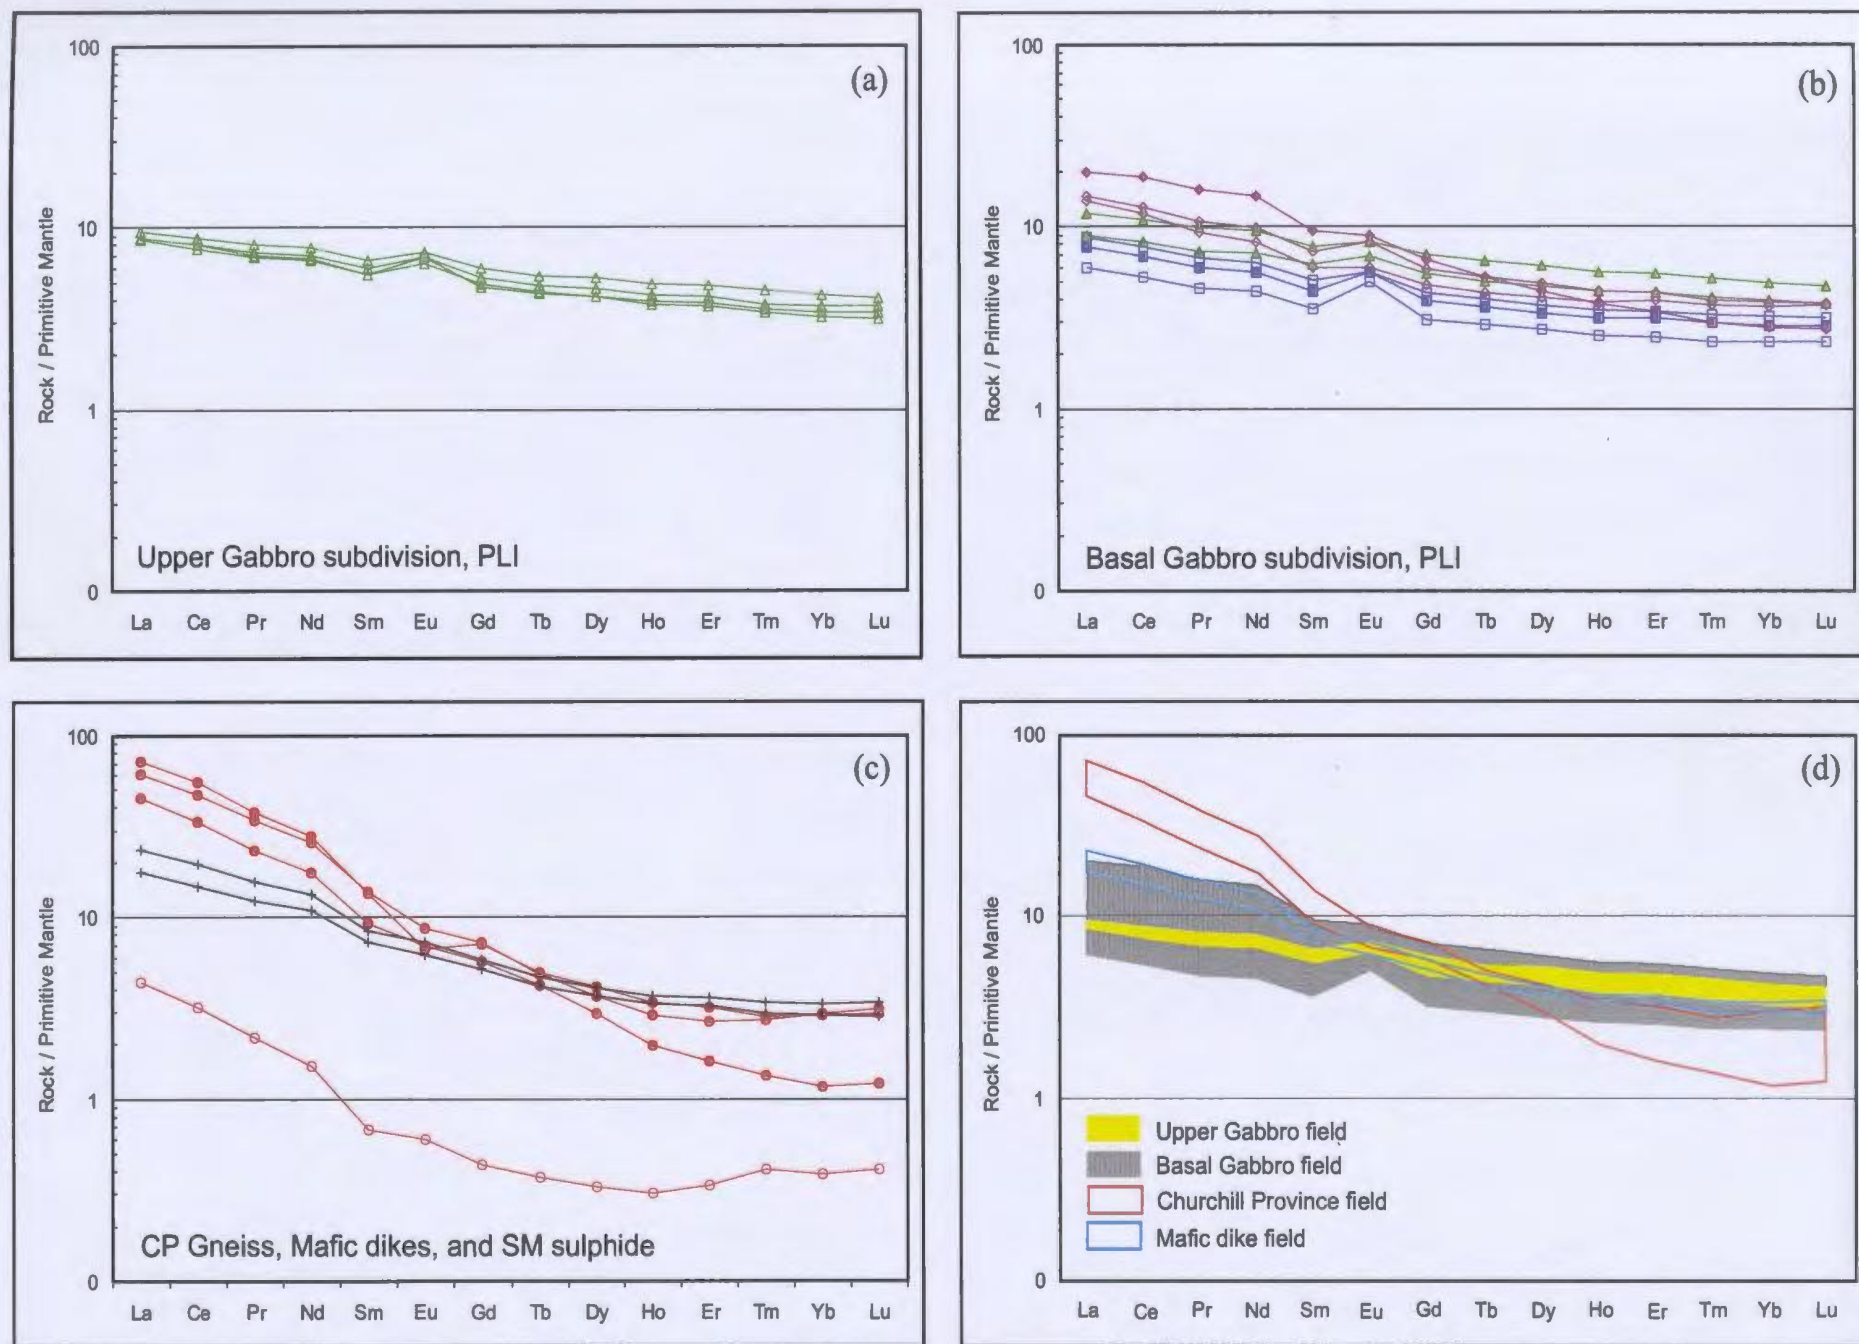 100
(a)
10
Rock / Primitive Mantle
1
Upper Gabbro subdivision, PLI
0
La Ce Pr Nd Sm Eu Gd Tb Dy Ho Er Tm Yb Lu
100
(b)
10
Rock / Primitive Mantle
1
Basal Gabbro subdivision, PLI
0
La Ce Pr Nd Sm Eu Gd Tb Dy Ho Er Tm Yb Lu
100
(c)
10
Rock / Primitive Mantle
1
CP Gneiss, Mafic dikes, and SM sulphide
0
La Ce Pr Nd Sm Eu Gd Tb Dy Ho Er Tm Yb Lu
100
(d)
10
Rock / Primitive Mantle
1
Upper Gabbro field
Basal Gabbro field
Churchill Province field
Mafic dike field
0
La Ce Pr Nd Sm Eu Gd Tb Dy Ho Er Tm Yb Lu